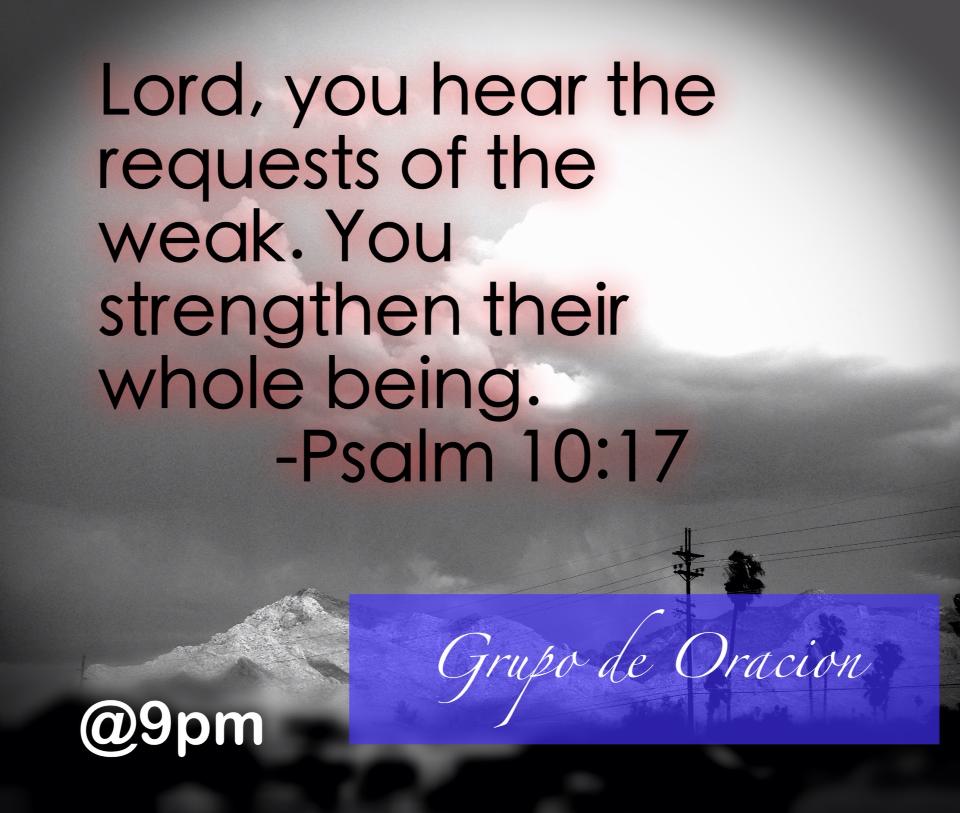 Lord, you hear the
requests of the
weak. You
strengthen their
whole being.
-Psalm 10:17
Grupo de Oracion
@9pm